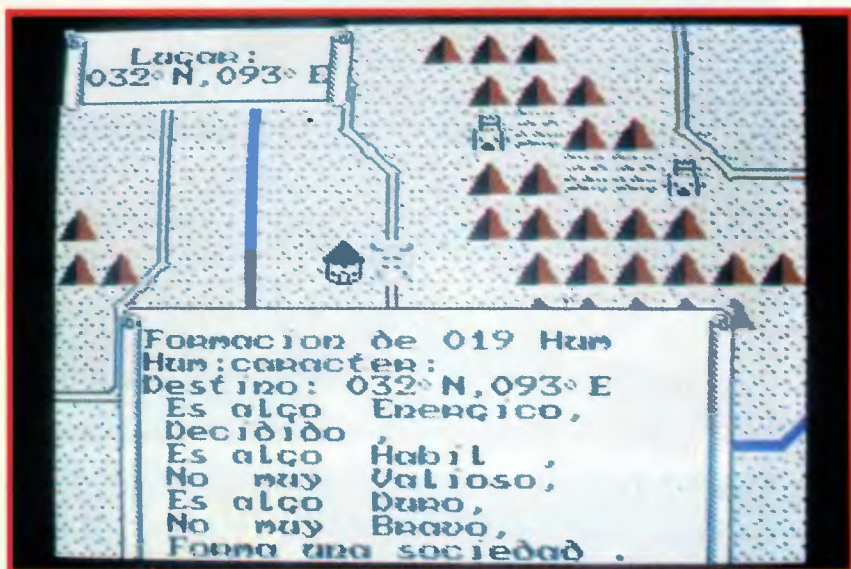 Lugar:
032° N,093° E
Formacion de 019 Hum
Hum:caracter:
Destino: 032° N,093° E
Es algo Energico,
Decidido ,
Es algo Habil ,
No muy Valioso,
Es algo Duro,
No muy Bravo,
Forma una sociedad .